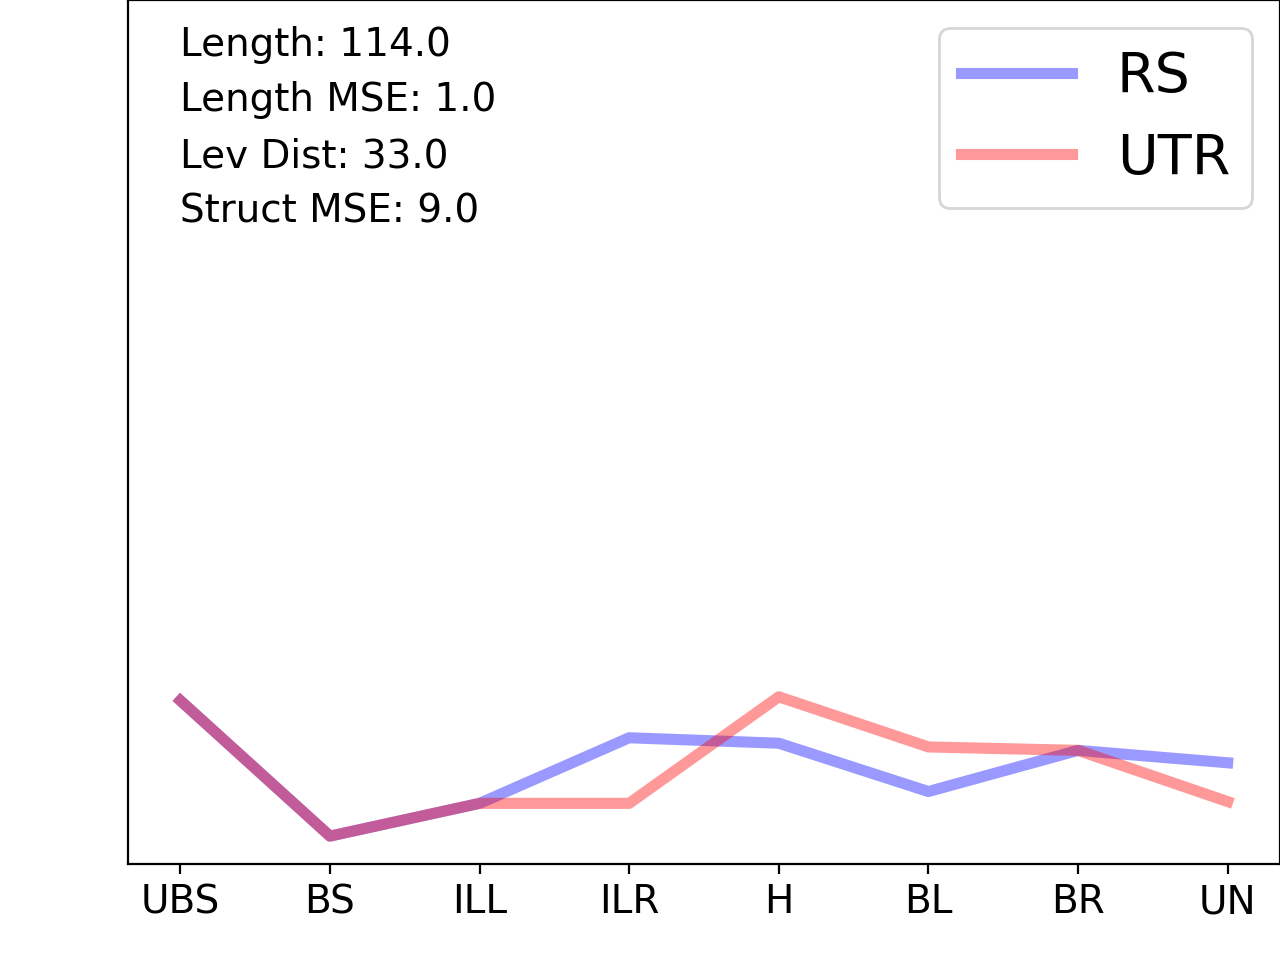 Length: 114.0
Length MSE: 1.0
Lev Dist: 33.0
Struct MSE: 9.0
RS
UTR
UBS BS ILL ILR H BL BR UN